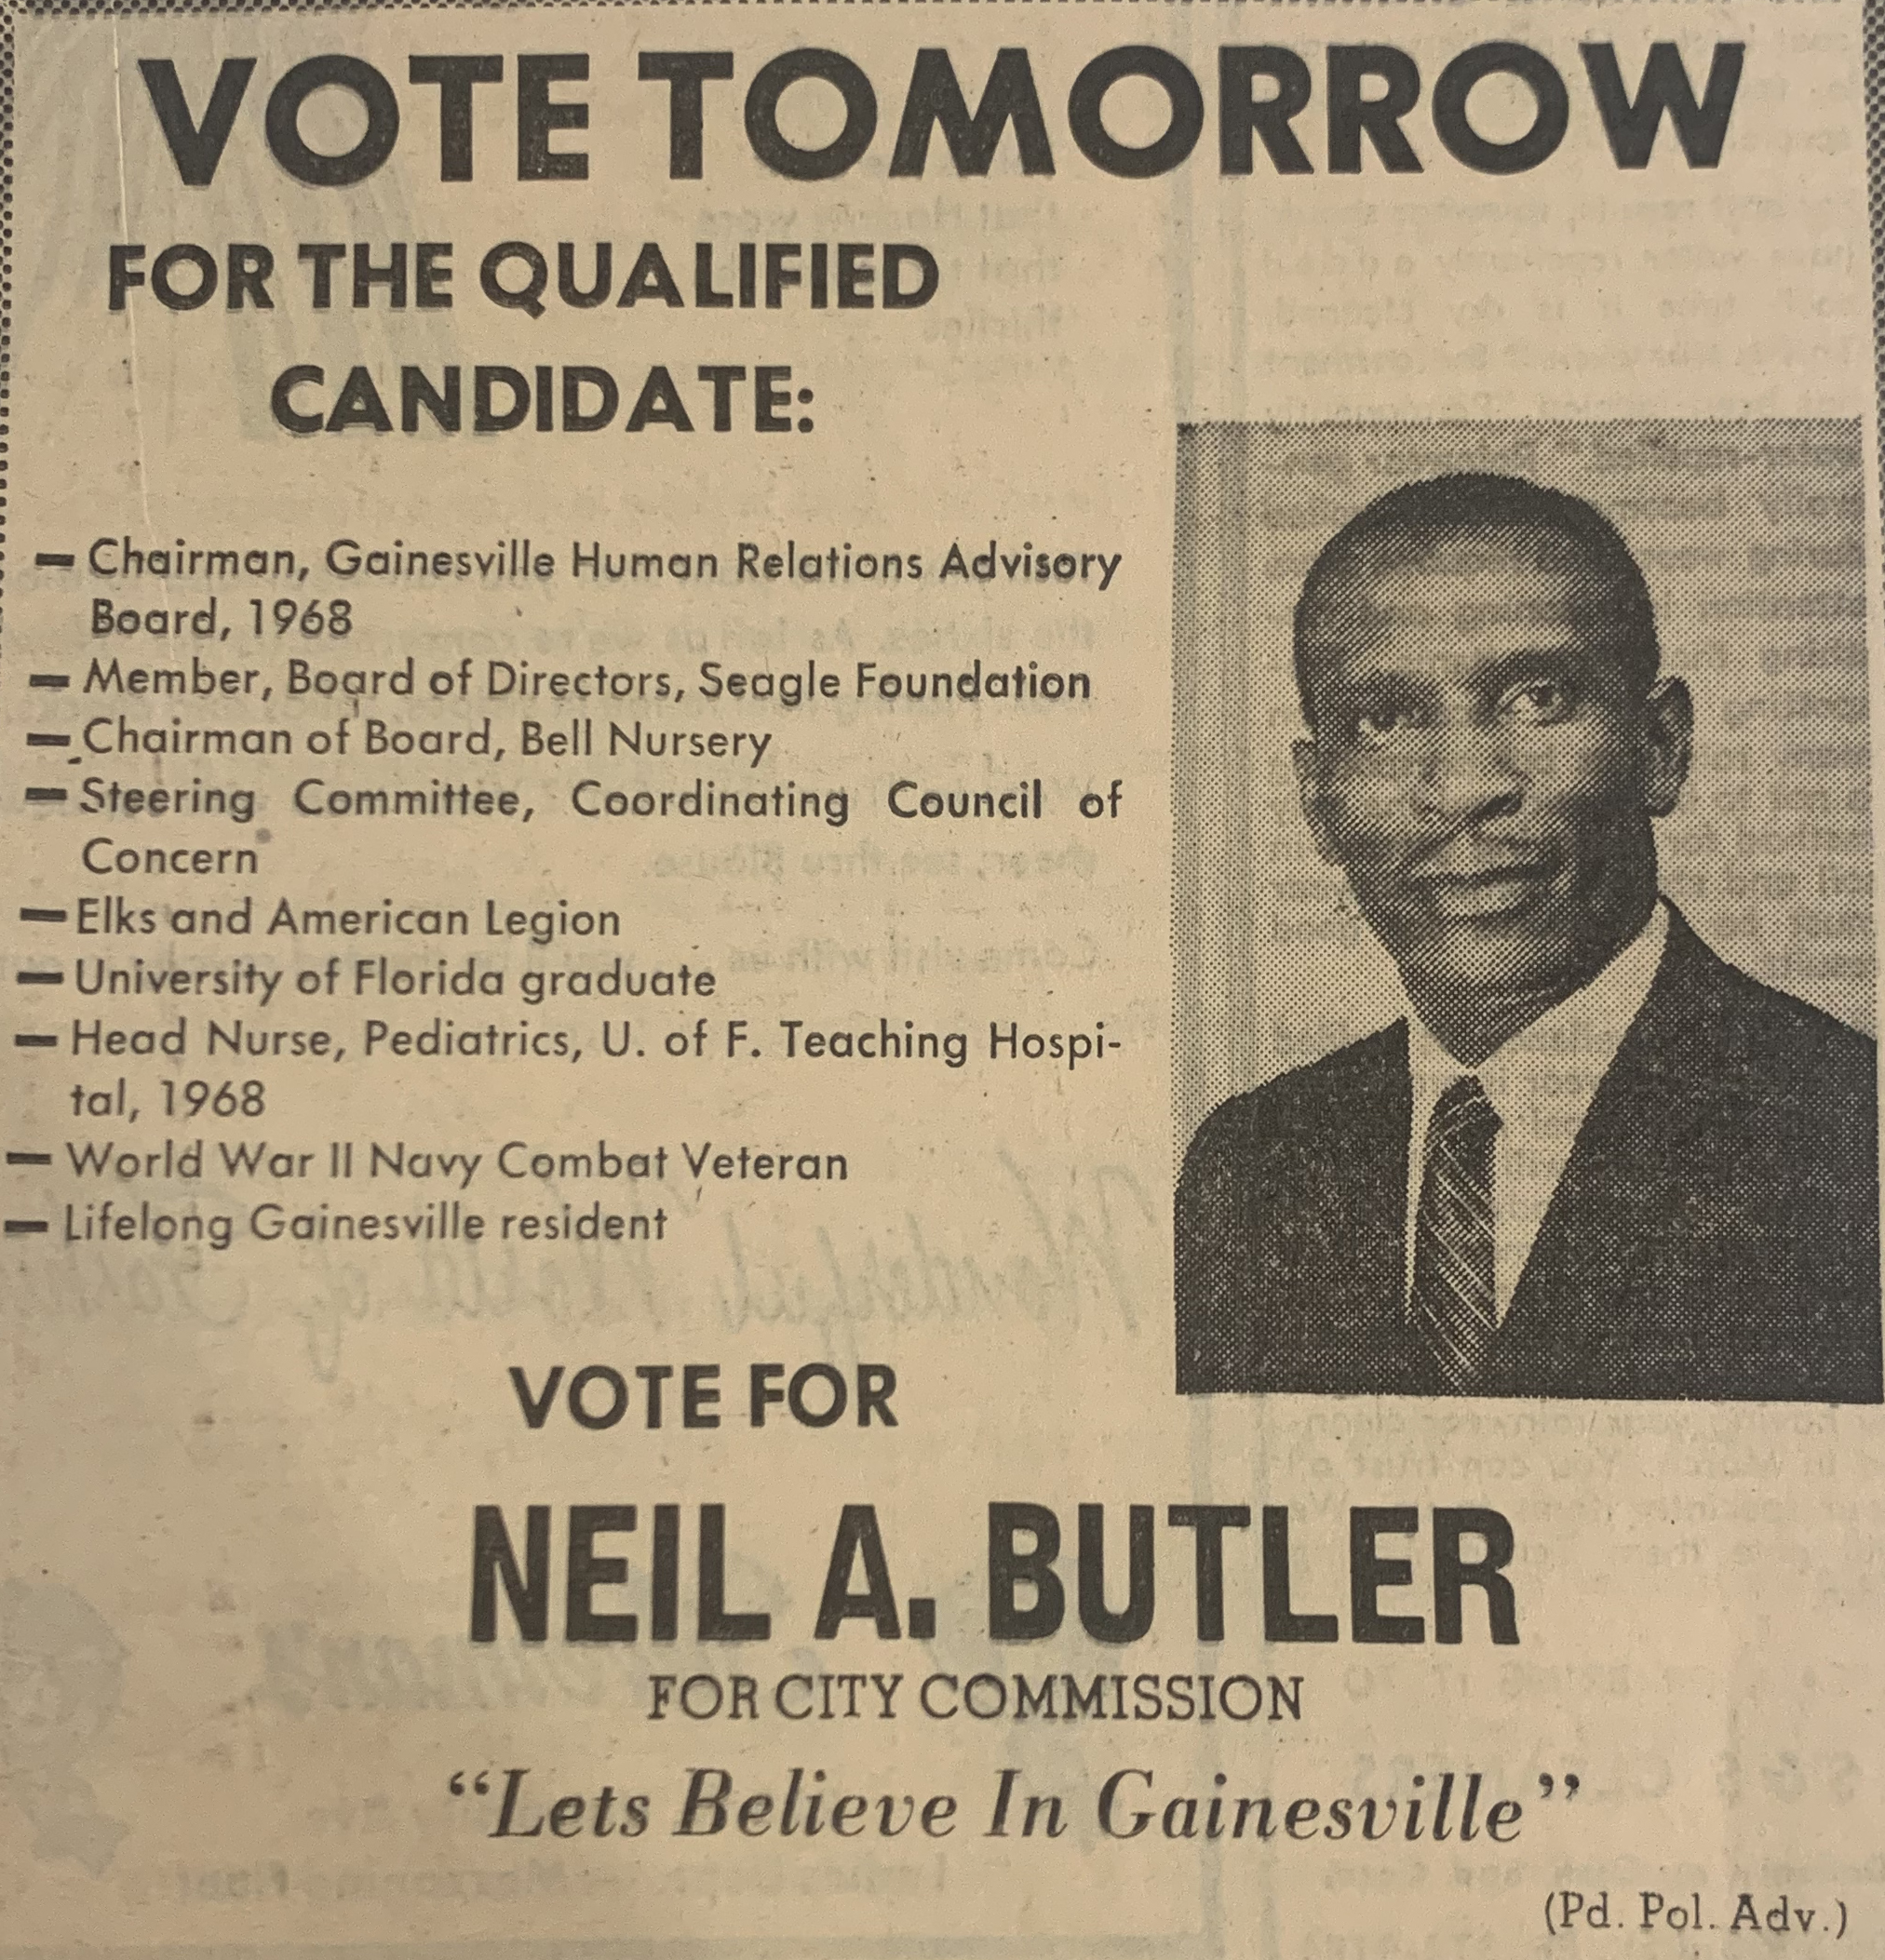 VOTE TOMORROW
FOR THE QUALIFIED
CANDIDATE:
— Chairman, Gainesville Human Relations Advisory
Board, 1968
— Member, Board of Directors, Seagle Foundation
— Chairman of Board, Bell Nursery
— Steering Committee, Coordinating Council of
Concern
— Elks and American Legion
— University of Florida graduate
— Head Nurse, Pediatrics, U. of F. Teaching Hospi-
tal, 1968
— World War II Navy Combat Veteran
— Lifelong Gainesville resident
VOTE FOR
NEIL A. BUTLER
FOR CITY COMMISSION
“Lets Believe In Gainesville”
(Pd. Pol. Adv.)